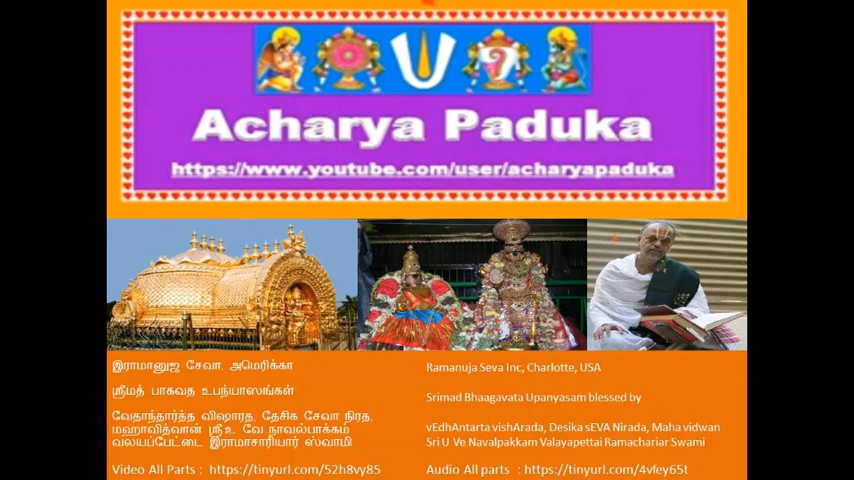 Acharya Paduka
https://www.youtube.com/user/acharyapaduka
இராமானுஜ சேவா, அமெரிக்கா
Ramanuja Seva Inc, Charlotte, USA
ஸ்ரீமத் பாகவத உபந்யாஸங்கள்
Srimad Bhaagavata Upanyasam blessed by
வேதாந்தார்த்த விஷாரத, தேசிக சேவா நிரத,
மஹாவித்வான் ஸ்ரீ உ வே நாவல்பாக்கம்
வலயப்பேட்டை இராமாசாரியார் ஸ்வாமி
vEdhAntarta vishArada, Desika sEVA Nirada, Maha vidwan
Sri U Ve Navalpakkam Valayapettai Ramachariar Swami
Video All Parts : https://tinyurl.com/52h8vy85
Audio All parts : https://tinyurl.com/4vfey65t